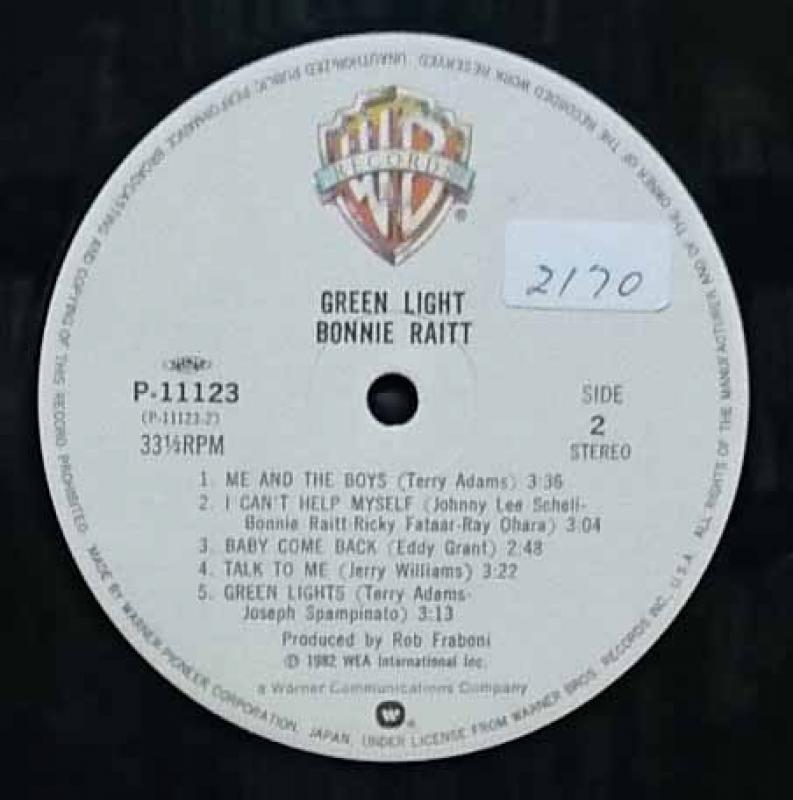 WB
RECORDS
®
2170
GREEN LIGHT
BONNIE RAITT
P-11123
(P-11123-2)
33⅓RPM
SIDE
2
STEREO
1. ME AND THE BOYS (Terry Adams) 3:36
2. I CAN'T HELP MYSELF (Johnny Lee Schell-
Bonnie Raitt-Ricky Fataar-Ray Ohara) 3:04
3. BABY COME BACK (Eddy Grant) 2:48
4. TALK TO ME (Jerry Williams) 3:22
5. GREEN LIGHTS (Terry Adams-
Joseph Spampinato) 3:13
Produced by Rob Fraboni
℗ 1982 WEA International Inc.
a Warner Communications Company
MADE BY WARNER-PIONEER CORPORATION, JAPAN, UNDER LICENSE FROM WARNER BROS. RECORDS INC., U.S.A. ALL RIGHTS OF THE MANUFACTURER AND OF THE OWNER OF THE RECORDED WORK RESERVED. UNAUTHORIZED PUBLIC PERFORMANCE, BROADCASTING AND COPYING OF THIS RECORD PROHIBITED.